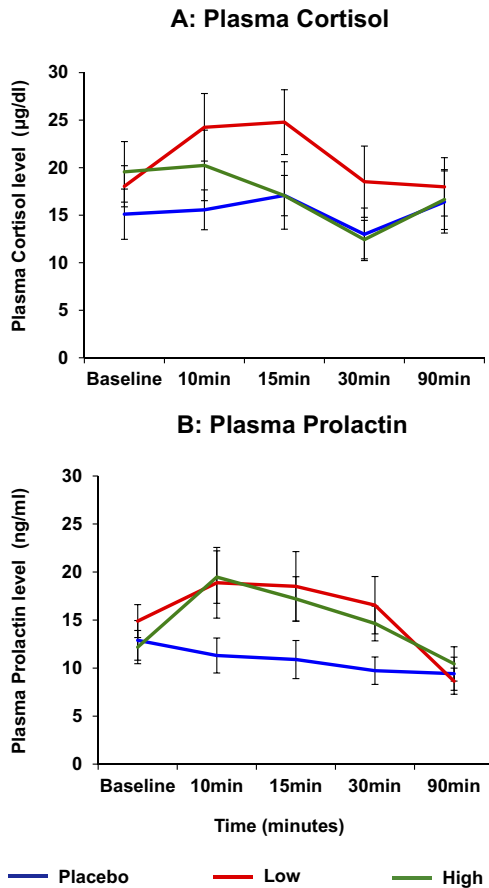 A: Plasma Cortisol
Plasma Cortisol level (µg/dl)
30
25
20
15
10
5
0
Baseline 10min 15min 30min 90min
B: Plasma Prolactin
Plasma Prolactin level (ng/ml)
30
25
20
15
10
5
0
Baseline 10min 15min 30min 90min
Time (minutes)
Placebo Low High